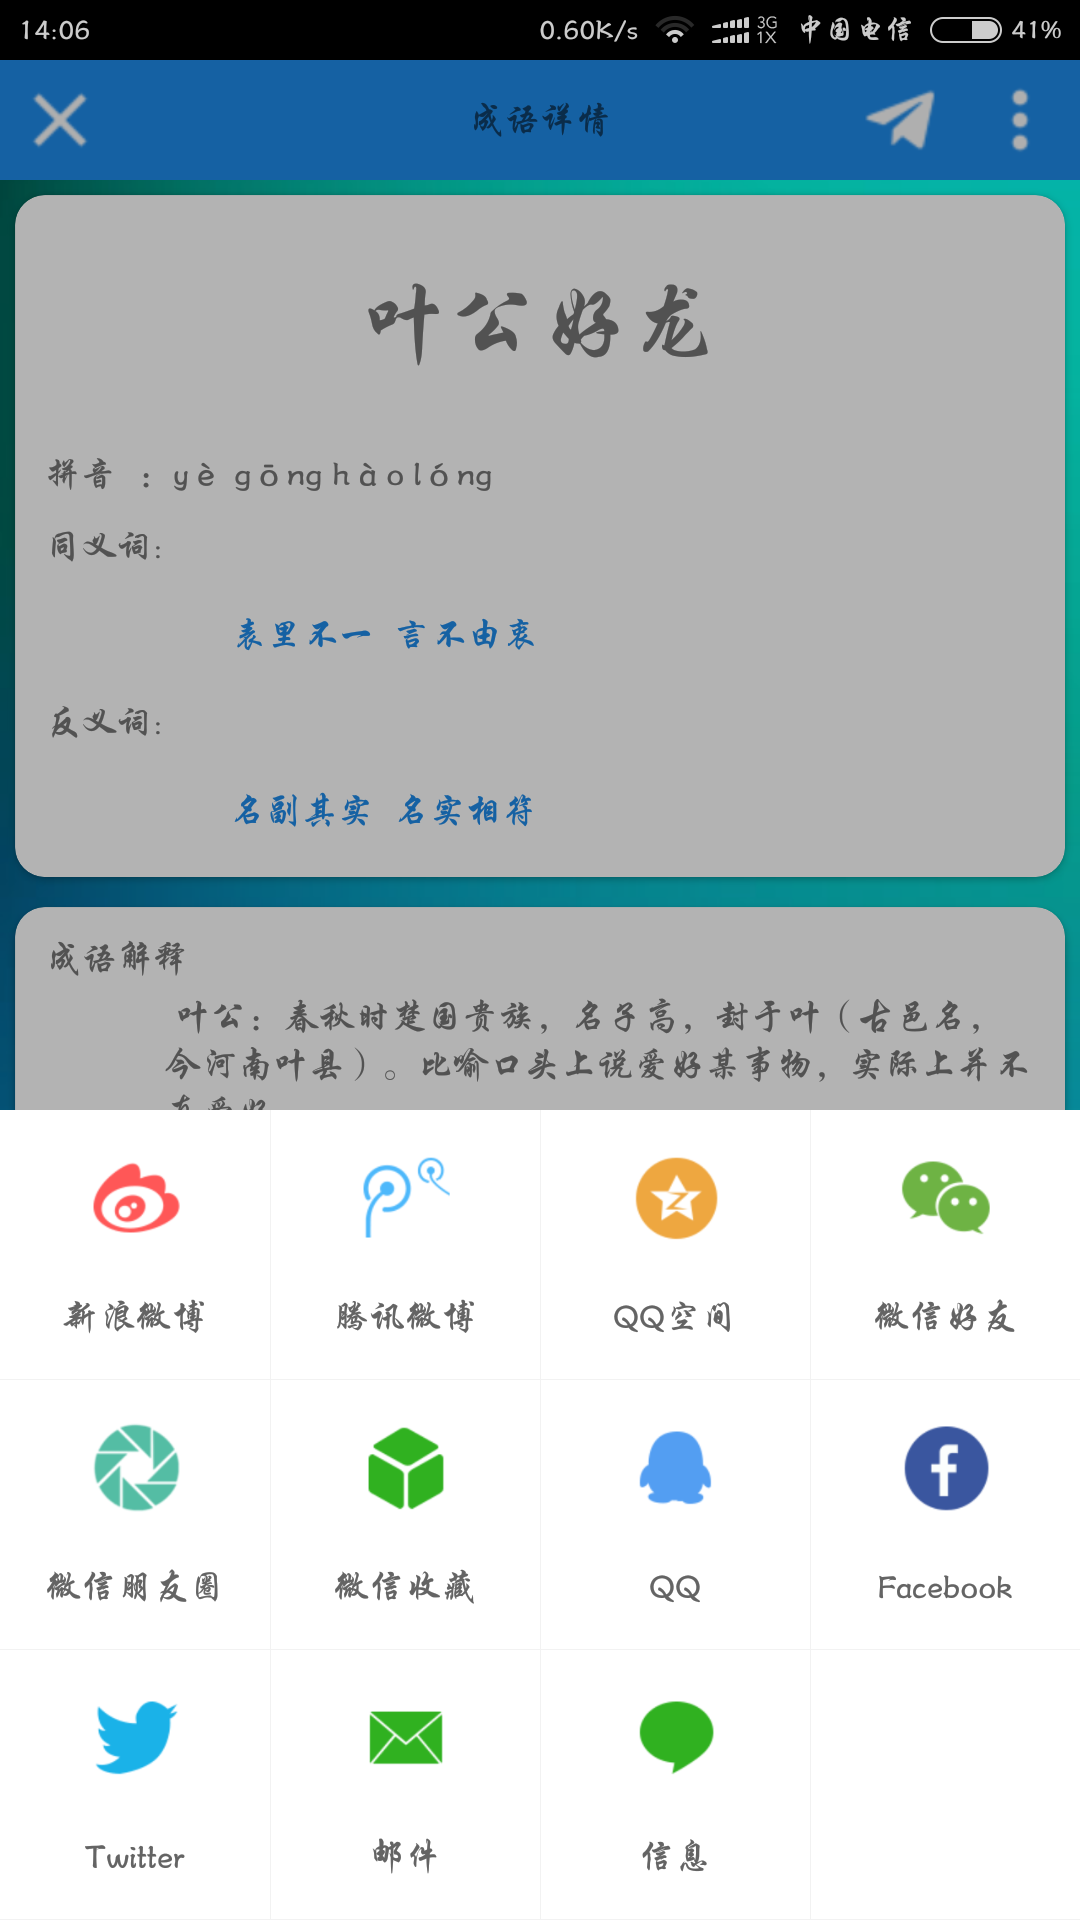 14:06 0.60K/s 3G 1X 中国电信 41%
成语详情
叶公好龙
拼音 ：yè gōng hào lóng
同义词:
表里不一 言不由衷
反义词:
名副其实 名实相符
成语解释
叶公：春秋时楚国贵族，名子高，封于叶（古邑名，
今河南叶县）。比喻口头上说爱好某事物，实际上并不
真爱好
新浪微博 腾讯微博 QQ空间 微信好友
微信朋友圈 微信收藏 QQ Facebook
Twitter 邮件 信息